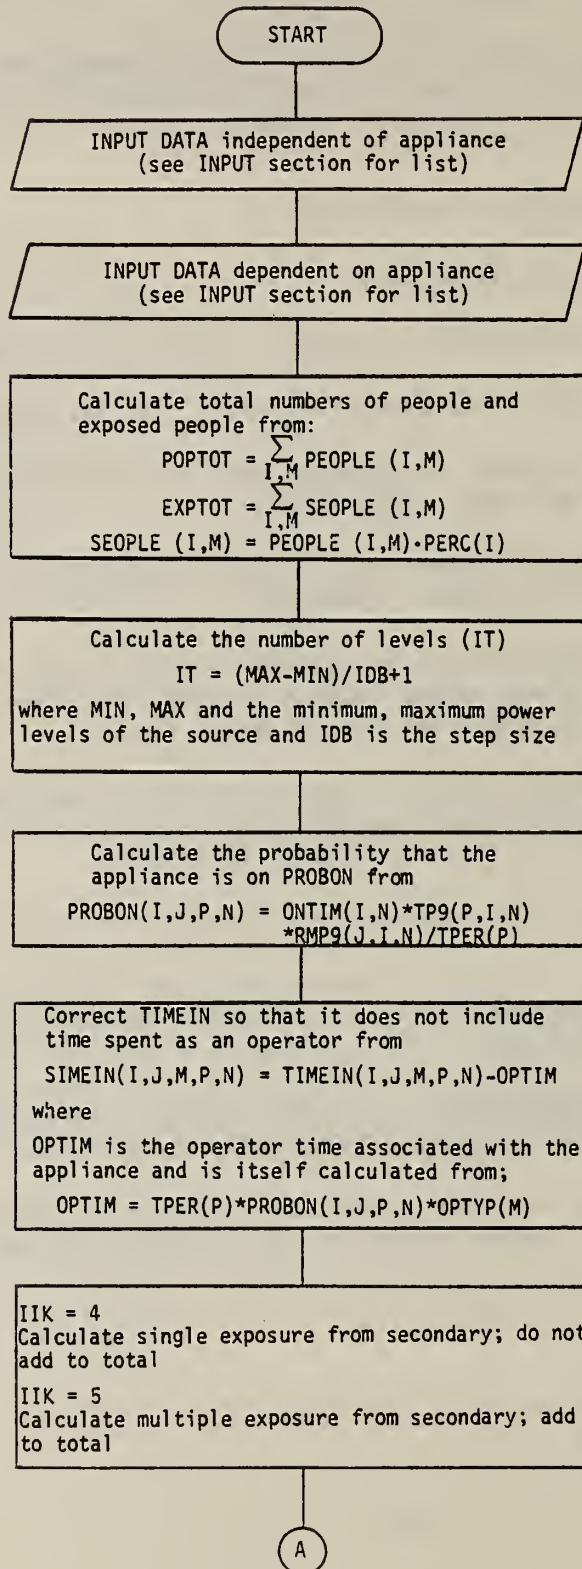 START
INPUT DATA independent of appliance
(see INPUT section for list)
INPUT DATA dependent on appliance
(see INPUT section for list)
Calculate total numbers of people and
exposed people from:
POPTOT = ∑ PEOPLE (I,M)
I,M
EXPTOT = ∑ SEOPLE (I,M)
I,M
SEOPLE (I,M) = PEOPLE (I,M)·PERC(I)
Calculate the number of levels (IT)
IT = (MAX-MIN)/IDB+1
where MIN, MAX and the minimum, maximum power
levels of the source and IDB is the step size
Calculate the probability that the
appliance is on PROBON from
PROBON(I,J,P,N) = ONTIM(I,N)*TP9(P,I,N)
*RMP9(J,I,N)/TPER(P)
Correct TIMEIN so that it does not include
time spent as an operator from
SIMEIN(I,J,M,P,N) = TIMEIN(I,J,M,P,N)-OPTIM
where
OPTIM is the operator time associated with the
appliance and is itself calculated from;
OPTIM = TPER(P)*PROBON(I,J,P,N)*OPTYP(M)
IIK = 4
Calculate single exposure from secondary; do not
add to total
IIK = 5
Calculate multiple exposure from secondary; add
to total
A